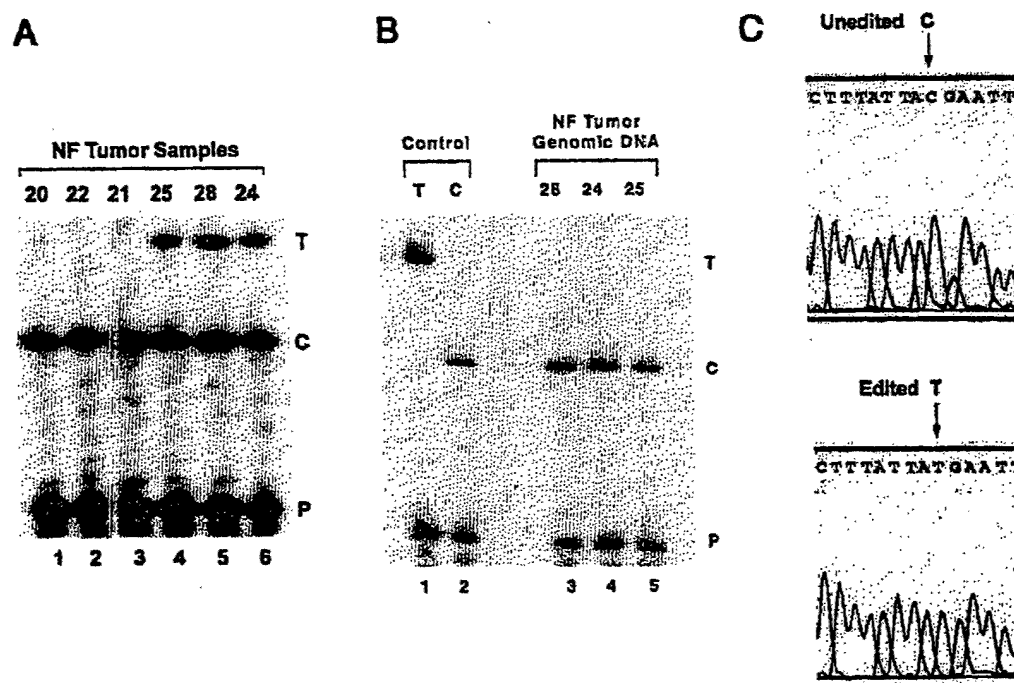 A
NF Tumor Samples
20 22 21 25 28 24
T
C
P
1 2 3 4 5 6
B
Control
NF Tumor
Genomic DNA
T C
28 24 25
T
C
P
1 2 3 4 5
C
Unedited C
CTTTATTACGAATT
Edited T
CTTTATTATGAATT